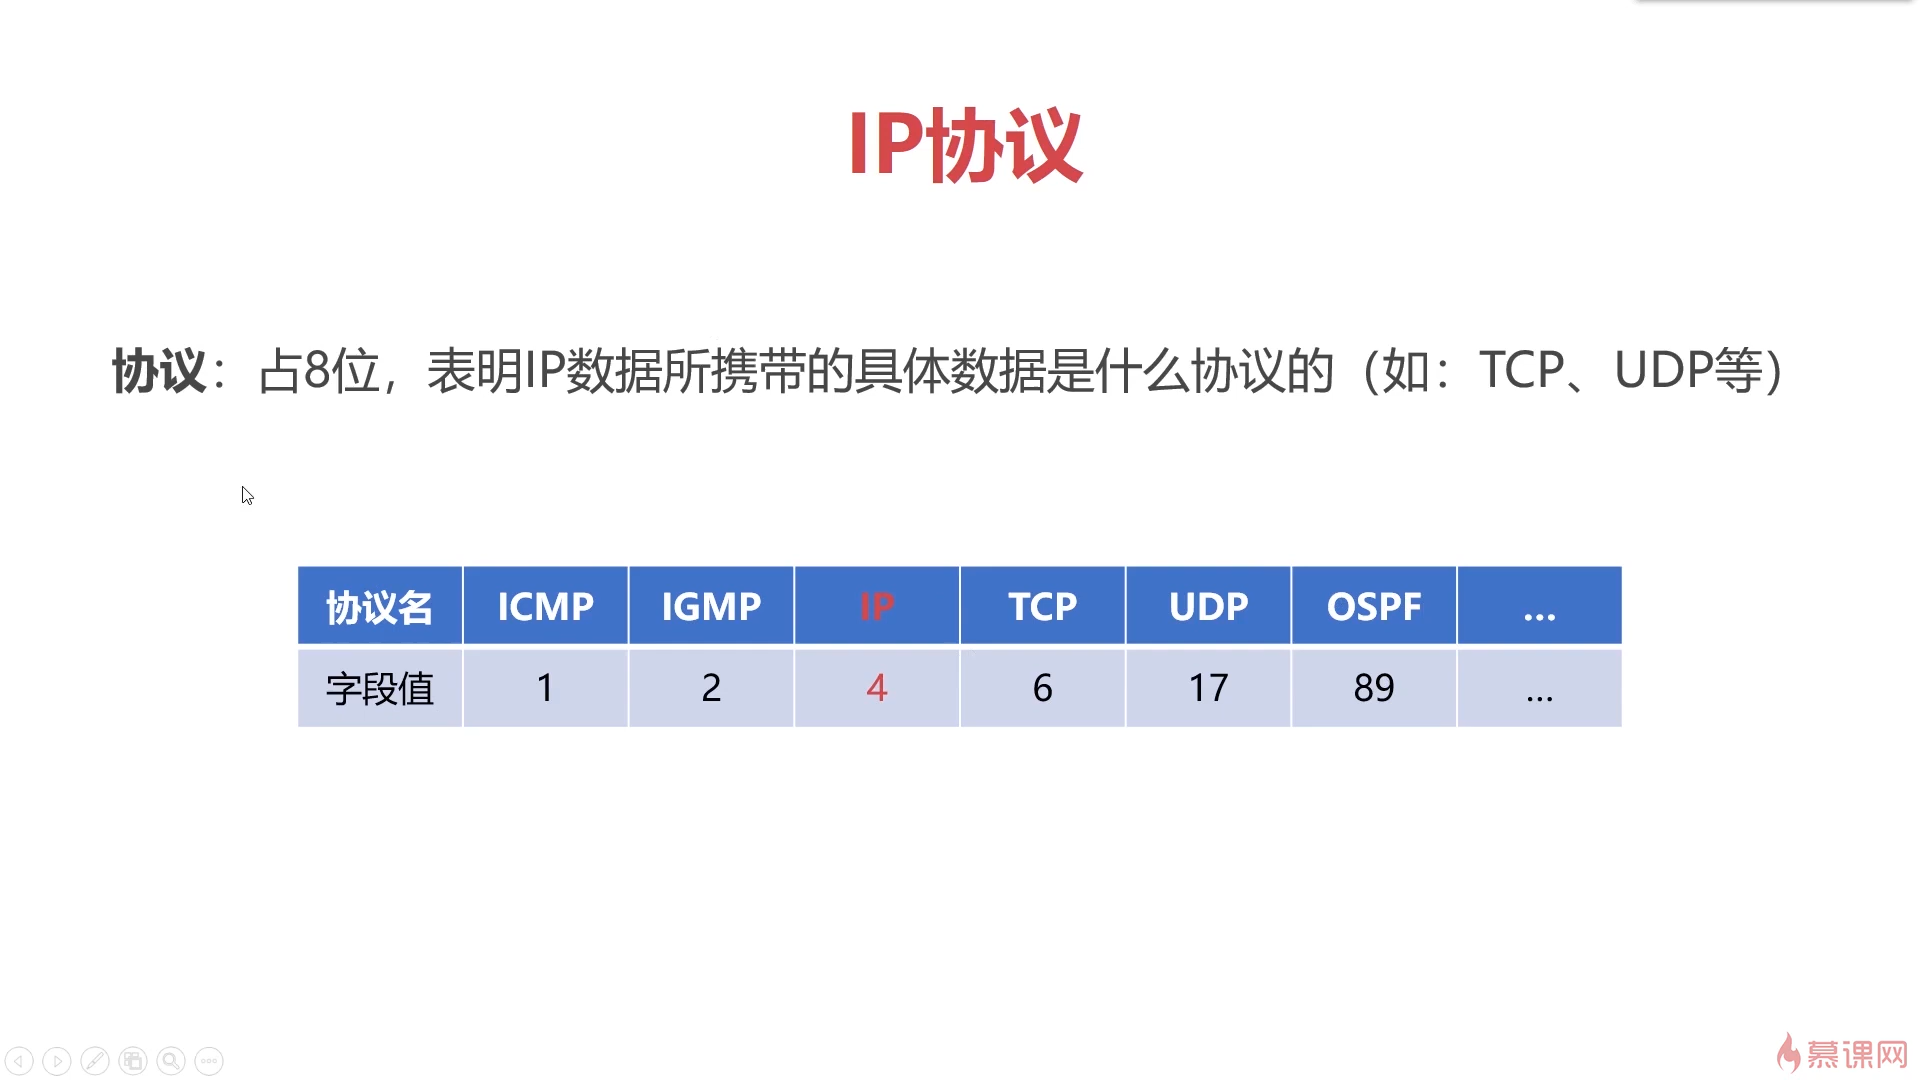 IP协议
协议：占8位，表明IP数据所携带的具体数据是什么协议的（如：TCP、UDP等）
协议名 ICMP IGMP IP TCP UDP OSPF ...
字段值 1 2 4 6 17 89 ...
慕课网